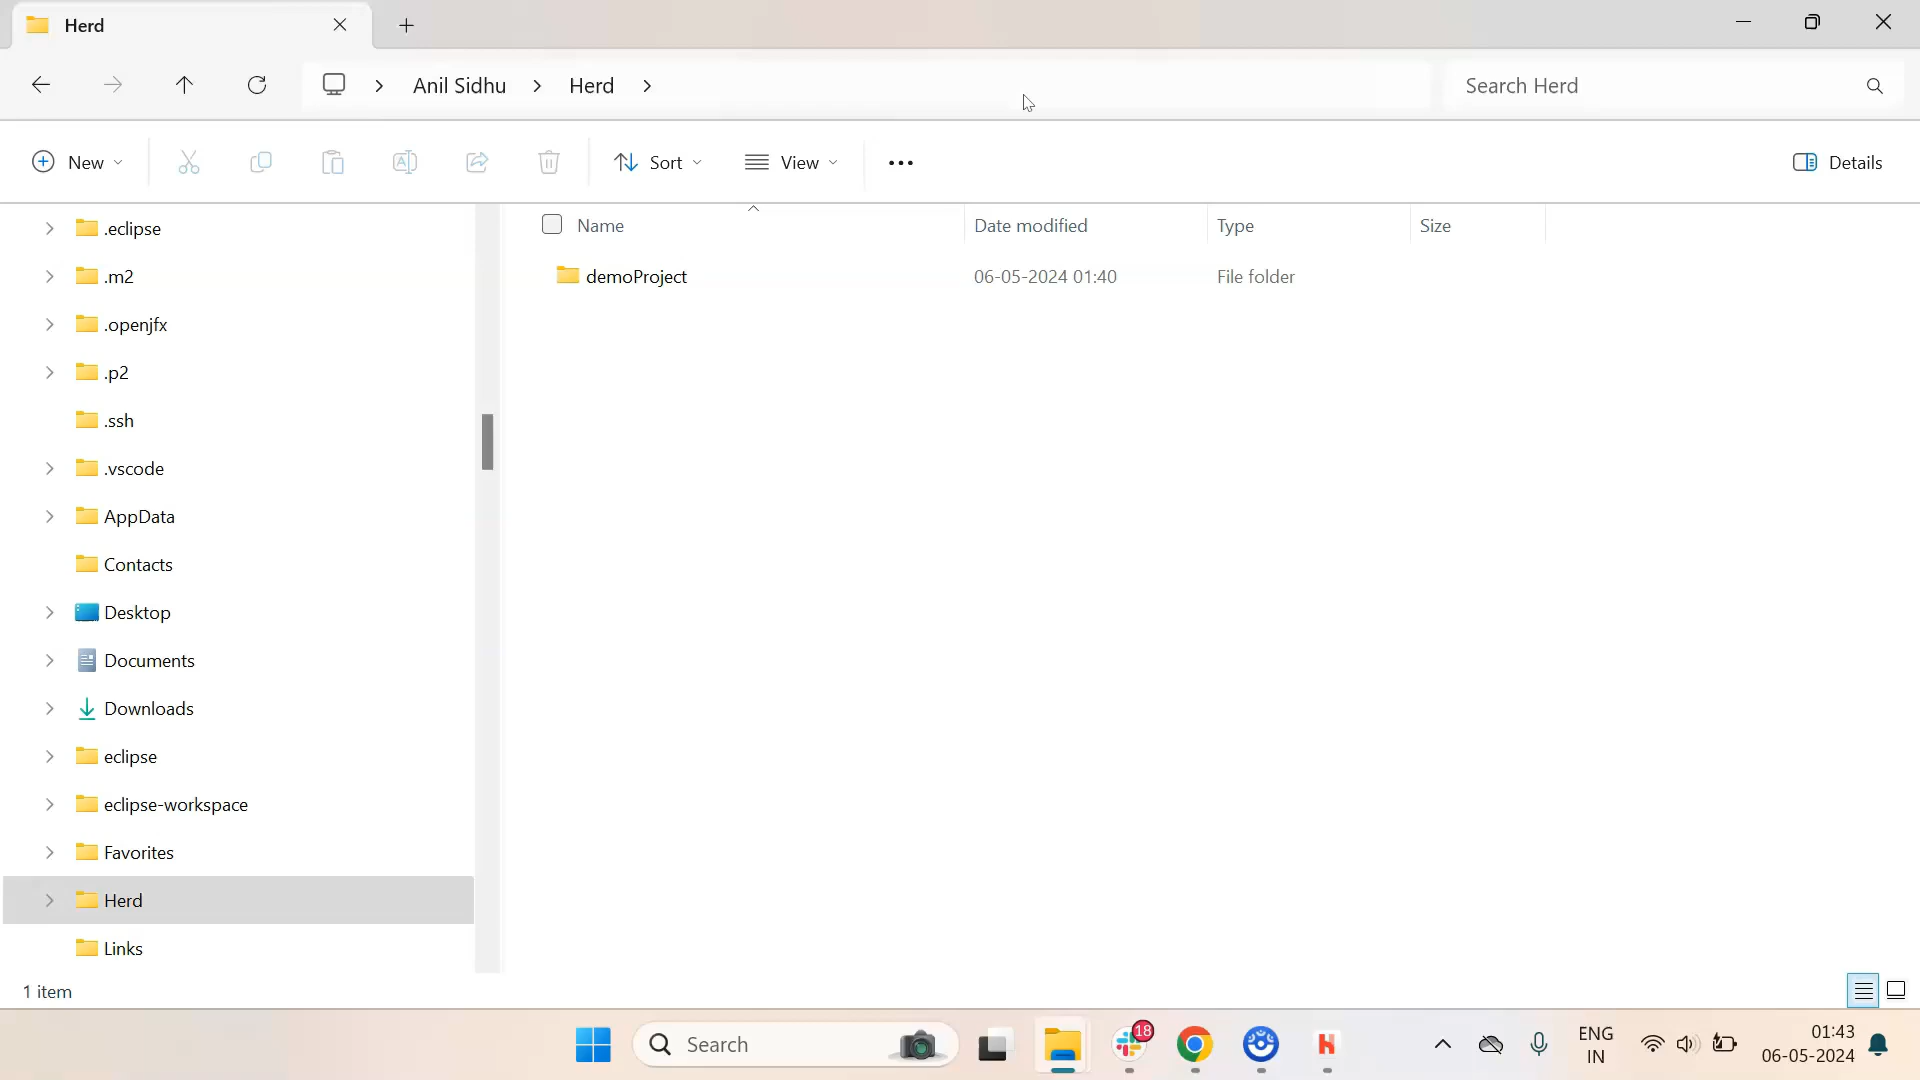 Herd
Anil Sidhu > Herd >
Search Herd
New
Sort
View
Details
Name Date modified Type Size
demoProject 06-05-2024 01:40 File folder
.eclipse
.m2
.openjfx
.p2
.ssh
.vscode
AppData
Contacts
Desktop
Documents
Downloads
eclipse
eclipse-workspace
Favorites
Herd
Links
1 item
Search
18
ENG
IN
01:43
06-05-2024